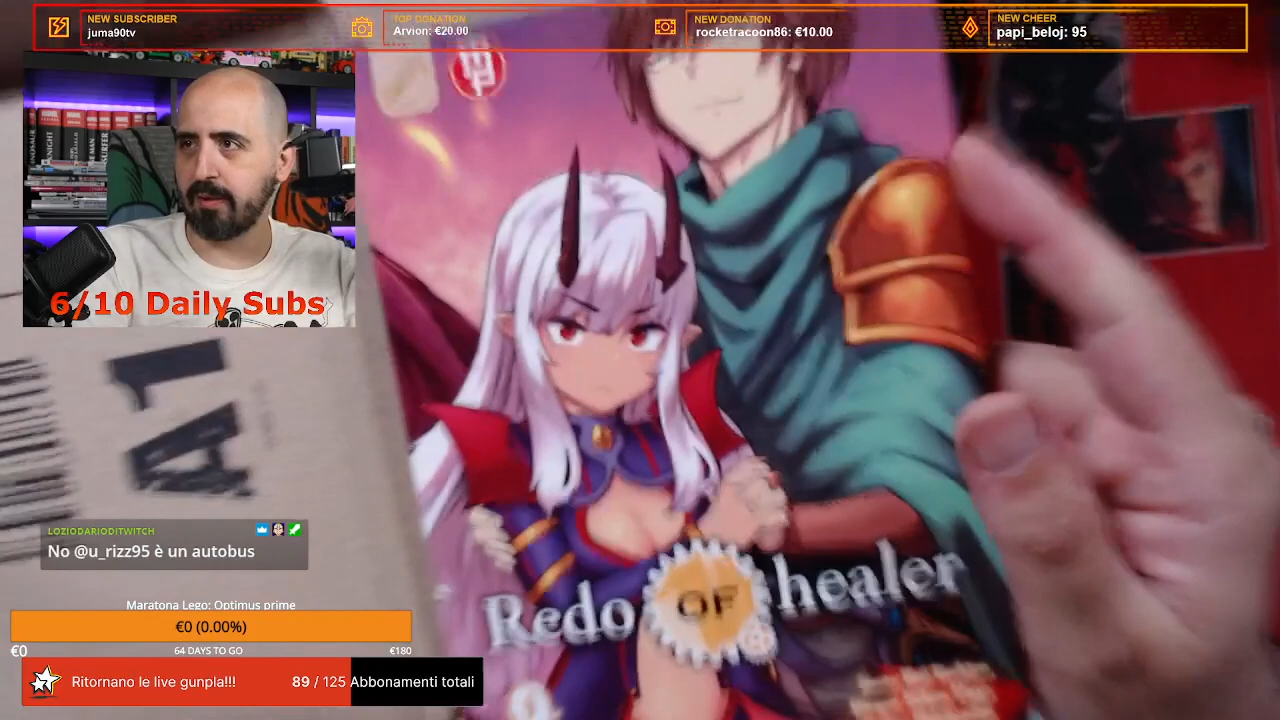 NEW SUBSCRIBER
juma90tv
TOP DONATION
Arvion: €20.00
NEW DONATION
rocketracoon86: €10.00
NEW CHEER
papi_beloj: 95
6/10 Daily Subs
LOZIODARIODITWITCH
No @u_rizz95 è un autobus
Maratona Lego: Optimus prime
€0 (0.00%)
€0
64 DAYS TO GO
€180
Ritornano le live gunpla!!!
89 / 125 Abbonamenti totali
Redo OF healer